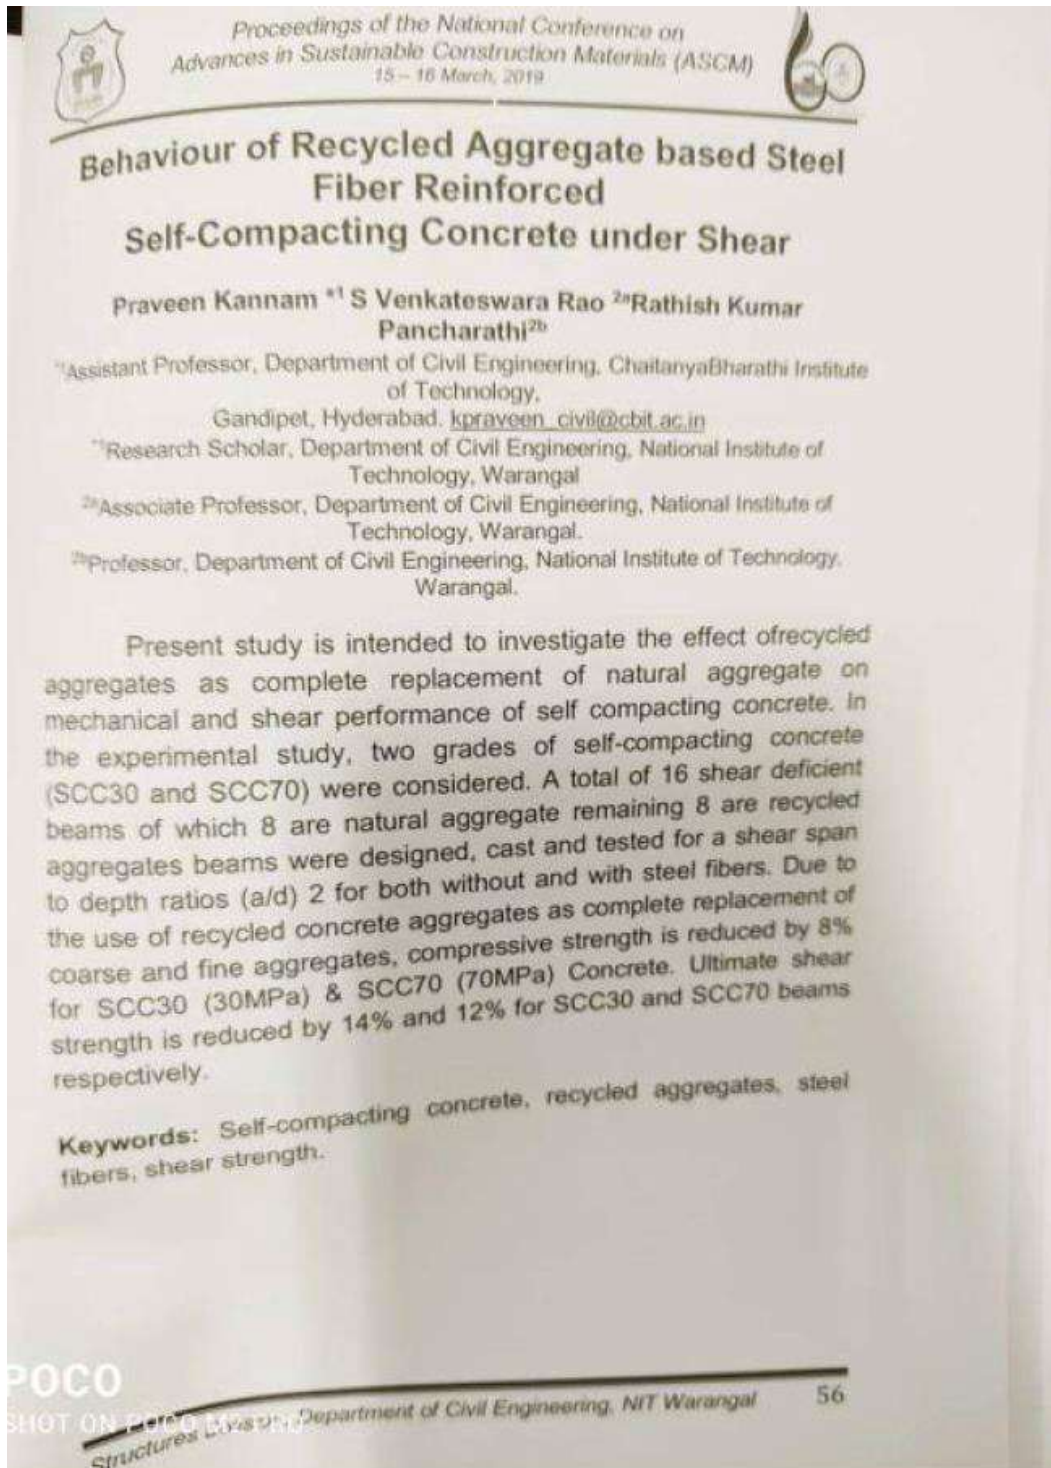 Proceedings of the National Conference on
Advances in Sustainable Construction Materials (ASCM)
15 – 16 March, 2019
Behaviour of Recycled Aggregate based Steel
Fiber Reinforced
Self-Compacting Concrete under Shear
Praveen Kannam *1 S Venkateswara Rao 2a Rathish Kumar
Pancharathi2b
*1Assistant Professor, Department of Civil Engineering, ChaitanyaBharathi Institute
of Technology,
Gandipet, Hyderabad. kpraveen_civil@cbit.ac.in
*1Research Scholar, Department of Civil Engineering, National Institute of
Technology, Warangal
2aAssociate Professor, Department of Civil Engineering, National Institute of
Technology, Warangal.
2bProfessor, Department of Civil Engineering, National Institute of Technology,
Warangal.
Present study is intended to investigate the effect ofrecycled
aggregates as complete replacement of natural aggregate on
mechanical and shear performance of self compacting concrete. In
the experimental study, two grades of self-compacting concrete
(SCC30 and SCC70) were considered. A total of 16 shear deficient
beams of which 8 are natural aggregate remaining 8 are recycled
aggregates beams were designed, cast and tested for a shear span
to depth ratios (a/d) 2 for both without and with steel fibers. Due to
the use of recycled concrete aggregates as complete replacement of
coarse and fine aggregates, compressive strength is reduced by 8%
for SCC30 (30MPa) & SCC70 (70MPa) Concrete. Ultimate shear
strength is reduced by 14% and 12% for SCC30 and SCC70 beams
respectively.
Keywords: Self-compacting concrete, recycled aggregates, steel
fibers, shear strength.
POCO
SHOT ON POCO M2 PRO
Structures Division, Department of Civil Engineering, NIT Warangal
56